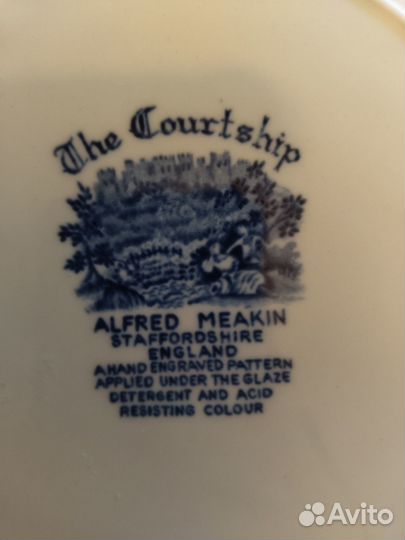 The Courtship
ALFRED MEAKIN
STAFFORDSHIRE
ENGLAND
A HAND ENGRAVED PATTERN
APPLIED UNDER THE GLAZE
DETERGENT AND ACID
RESISTING COLOUR
Avito